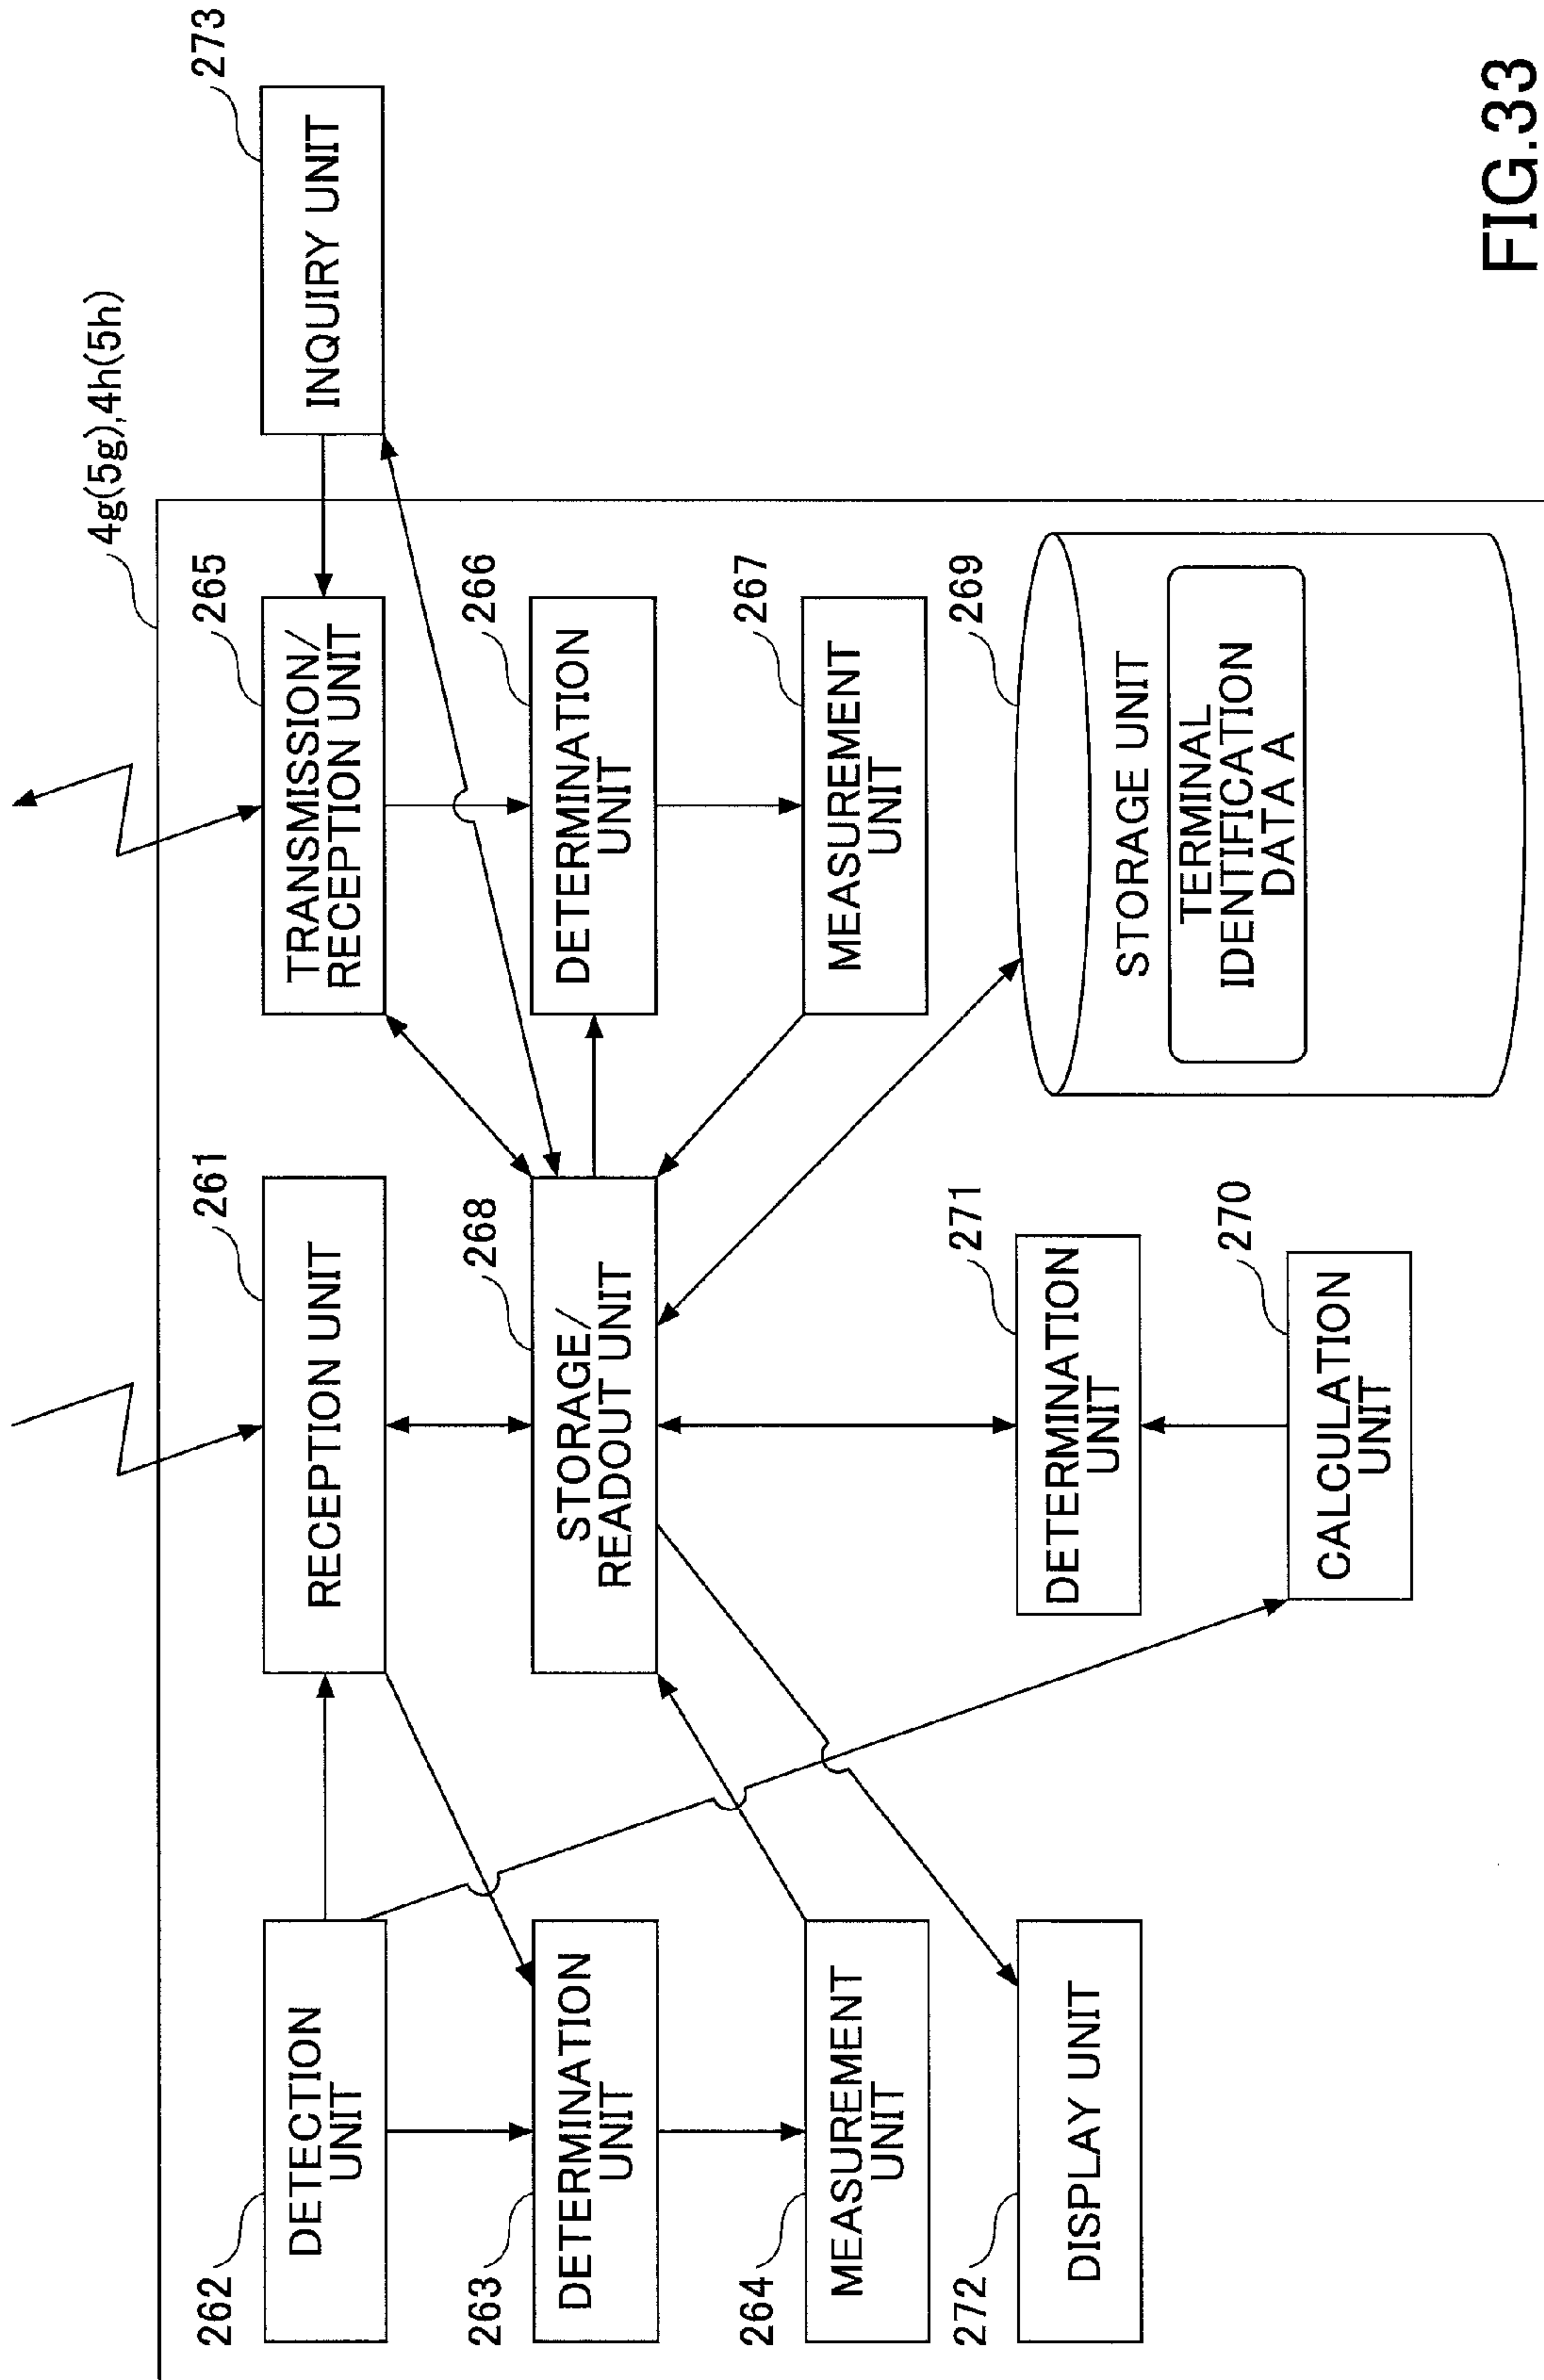 4g(5g),4h(5h)
262
DETECTION
UNIT
261
RECEPTION UNIT
265
TRANSMISSION/
RECEPTION UNIT
273
INQUIRY UNIT
263
DETERMINATION
UNIT
268
STORAGE/
READOUT UNIT
266
DETERMINATION
UNIT
264
MEASUREMENT
UNIT
267
MEASUREMENT
UNIT
272
DISPLAY UNIT
271
DETERMINATION
UNIT
269
STORAGE UNIT
TERMINAL
IDENTIFICATION
DATA A
270
CALCULATION
UNIT
FIG.33